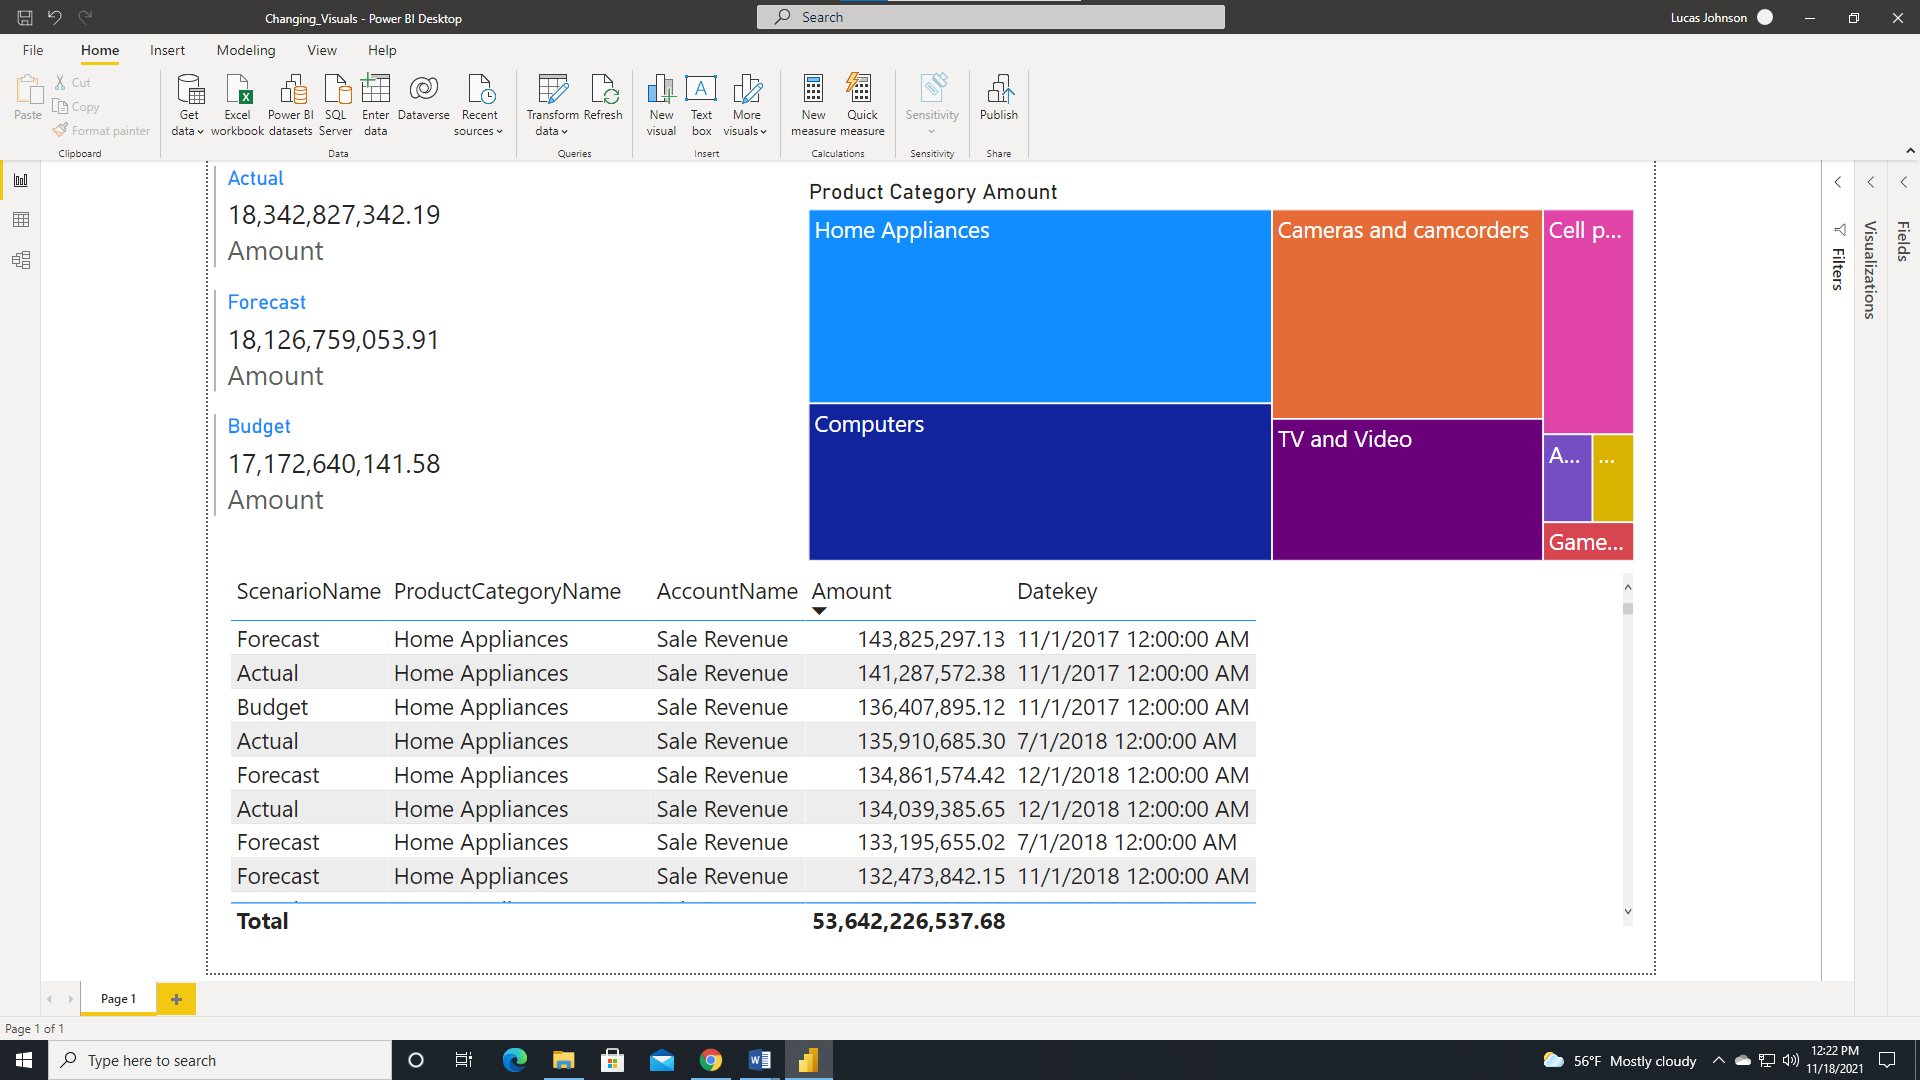 Changing_Visuals - Power BI Desktop
Search
Lucas Johnson
File
Home
Insert
Modeling
View
Help
Paste
Cut
Copy
Format painter
Clipboard
Get data
Excel workbook
Power BI datasets
SQL Server
Enter data
Dataverse
Recent sources
Data
Transform data
Refresh
Queries
New visual
Text box
More visuals
Insert
New measure
Quick measure
Calculations
Sensitivity
Sensitivity
Publish
Share
Actual
18,342,827,342.19
Amount
Forecast
18,126,759,053.91
Amount
Budget
17,172,640,141.58
Amount
Product Category Amount
Home Appliances
Computers
Cameras and camcorders
TV and Video
Cell p...
A...
...
Game...
Filters
Visualizations
Fields
ScenarioName ProductCategoryName AccountName Amount Datekey
Forecast Home Appliances Sale Revenue 143,825,297.13 11/1/2017 12:00:00 AM
Actual Home Appliances Sale Revenue 141,287,572.38 11/1/2017 12:00:00 AM
Budget Home Appliances Sale Revenue 136,407,895.12 11/1/2017 12:00:00 AM
Actual Home Appliances Sale Revenue 135,910,685.30 7/1/2018 12:00:00 AM
Forecast Home Appliances Sale Revenue 134,861,574.42 12/1/2018 12:00:00 AM
Actual Home Appliances Sale Revenue 134,039,385.65 12/1/2018 12:00:00 AM
Forecast Home Appliances Sale Revenue 133,195,655.02 7/1/2018 12:00:00 AM
Forecast Home Appliances Sale Revenue 132,473,842.15 11/1/2018 12:00:00 AM
Total 53,642,226,537.68
Page 1
Page 1 of 1
Type here to search
56°F Mostly cloudy
12:22 PM
11/18/2021